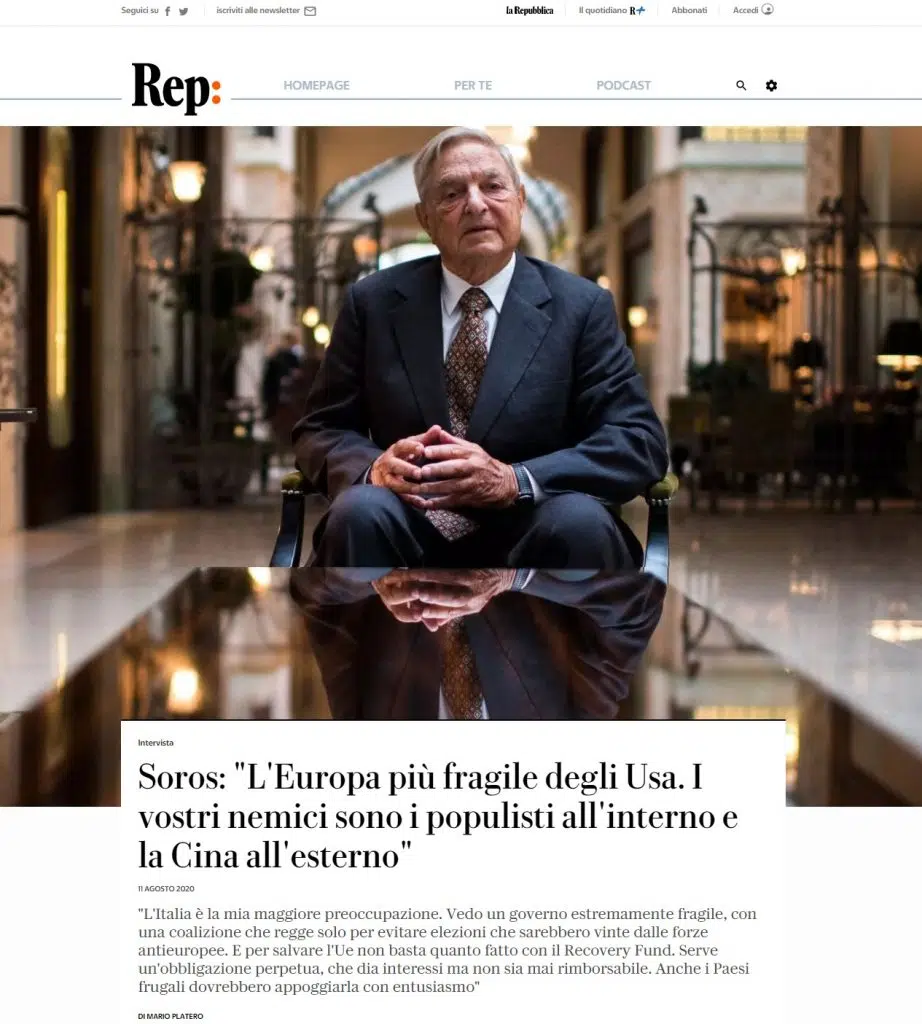 Seguici su
iscriviti alle newsletter
la Repubblica
Il quotidiano R+
Abbonati
Accedi
Rep:
HOMEPAGE
PER TE
PODCAST
Intervista
Soros: "L'Europa più fragile degli Usa. I
vostri nemici sono i populisti all'interno e
la Cina all'esterno"
11 AGOSTO 2020
"L'Italia è la mia maggiore preoccupazione. Vedo un governo estremamente fragile, con
una coalizione che regge solo per evitare elezioni che sarebbero vinte dalle forze
antieuropee. E per salvare l'Ue non basta quanto fatto con il Recovery Fund. Serve
un'obbligazione perpetua, che dia interessi ma non sia mai rimborsabile. Anche i Paesi
frugali dovrebbero appoggiarla con entusiasmo"
DI MARIO PLATERO